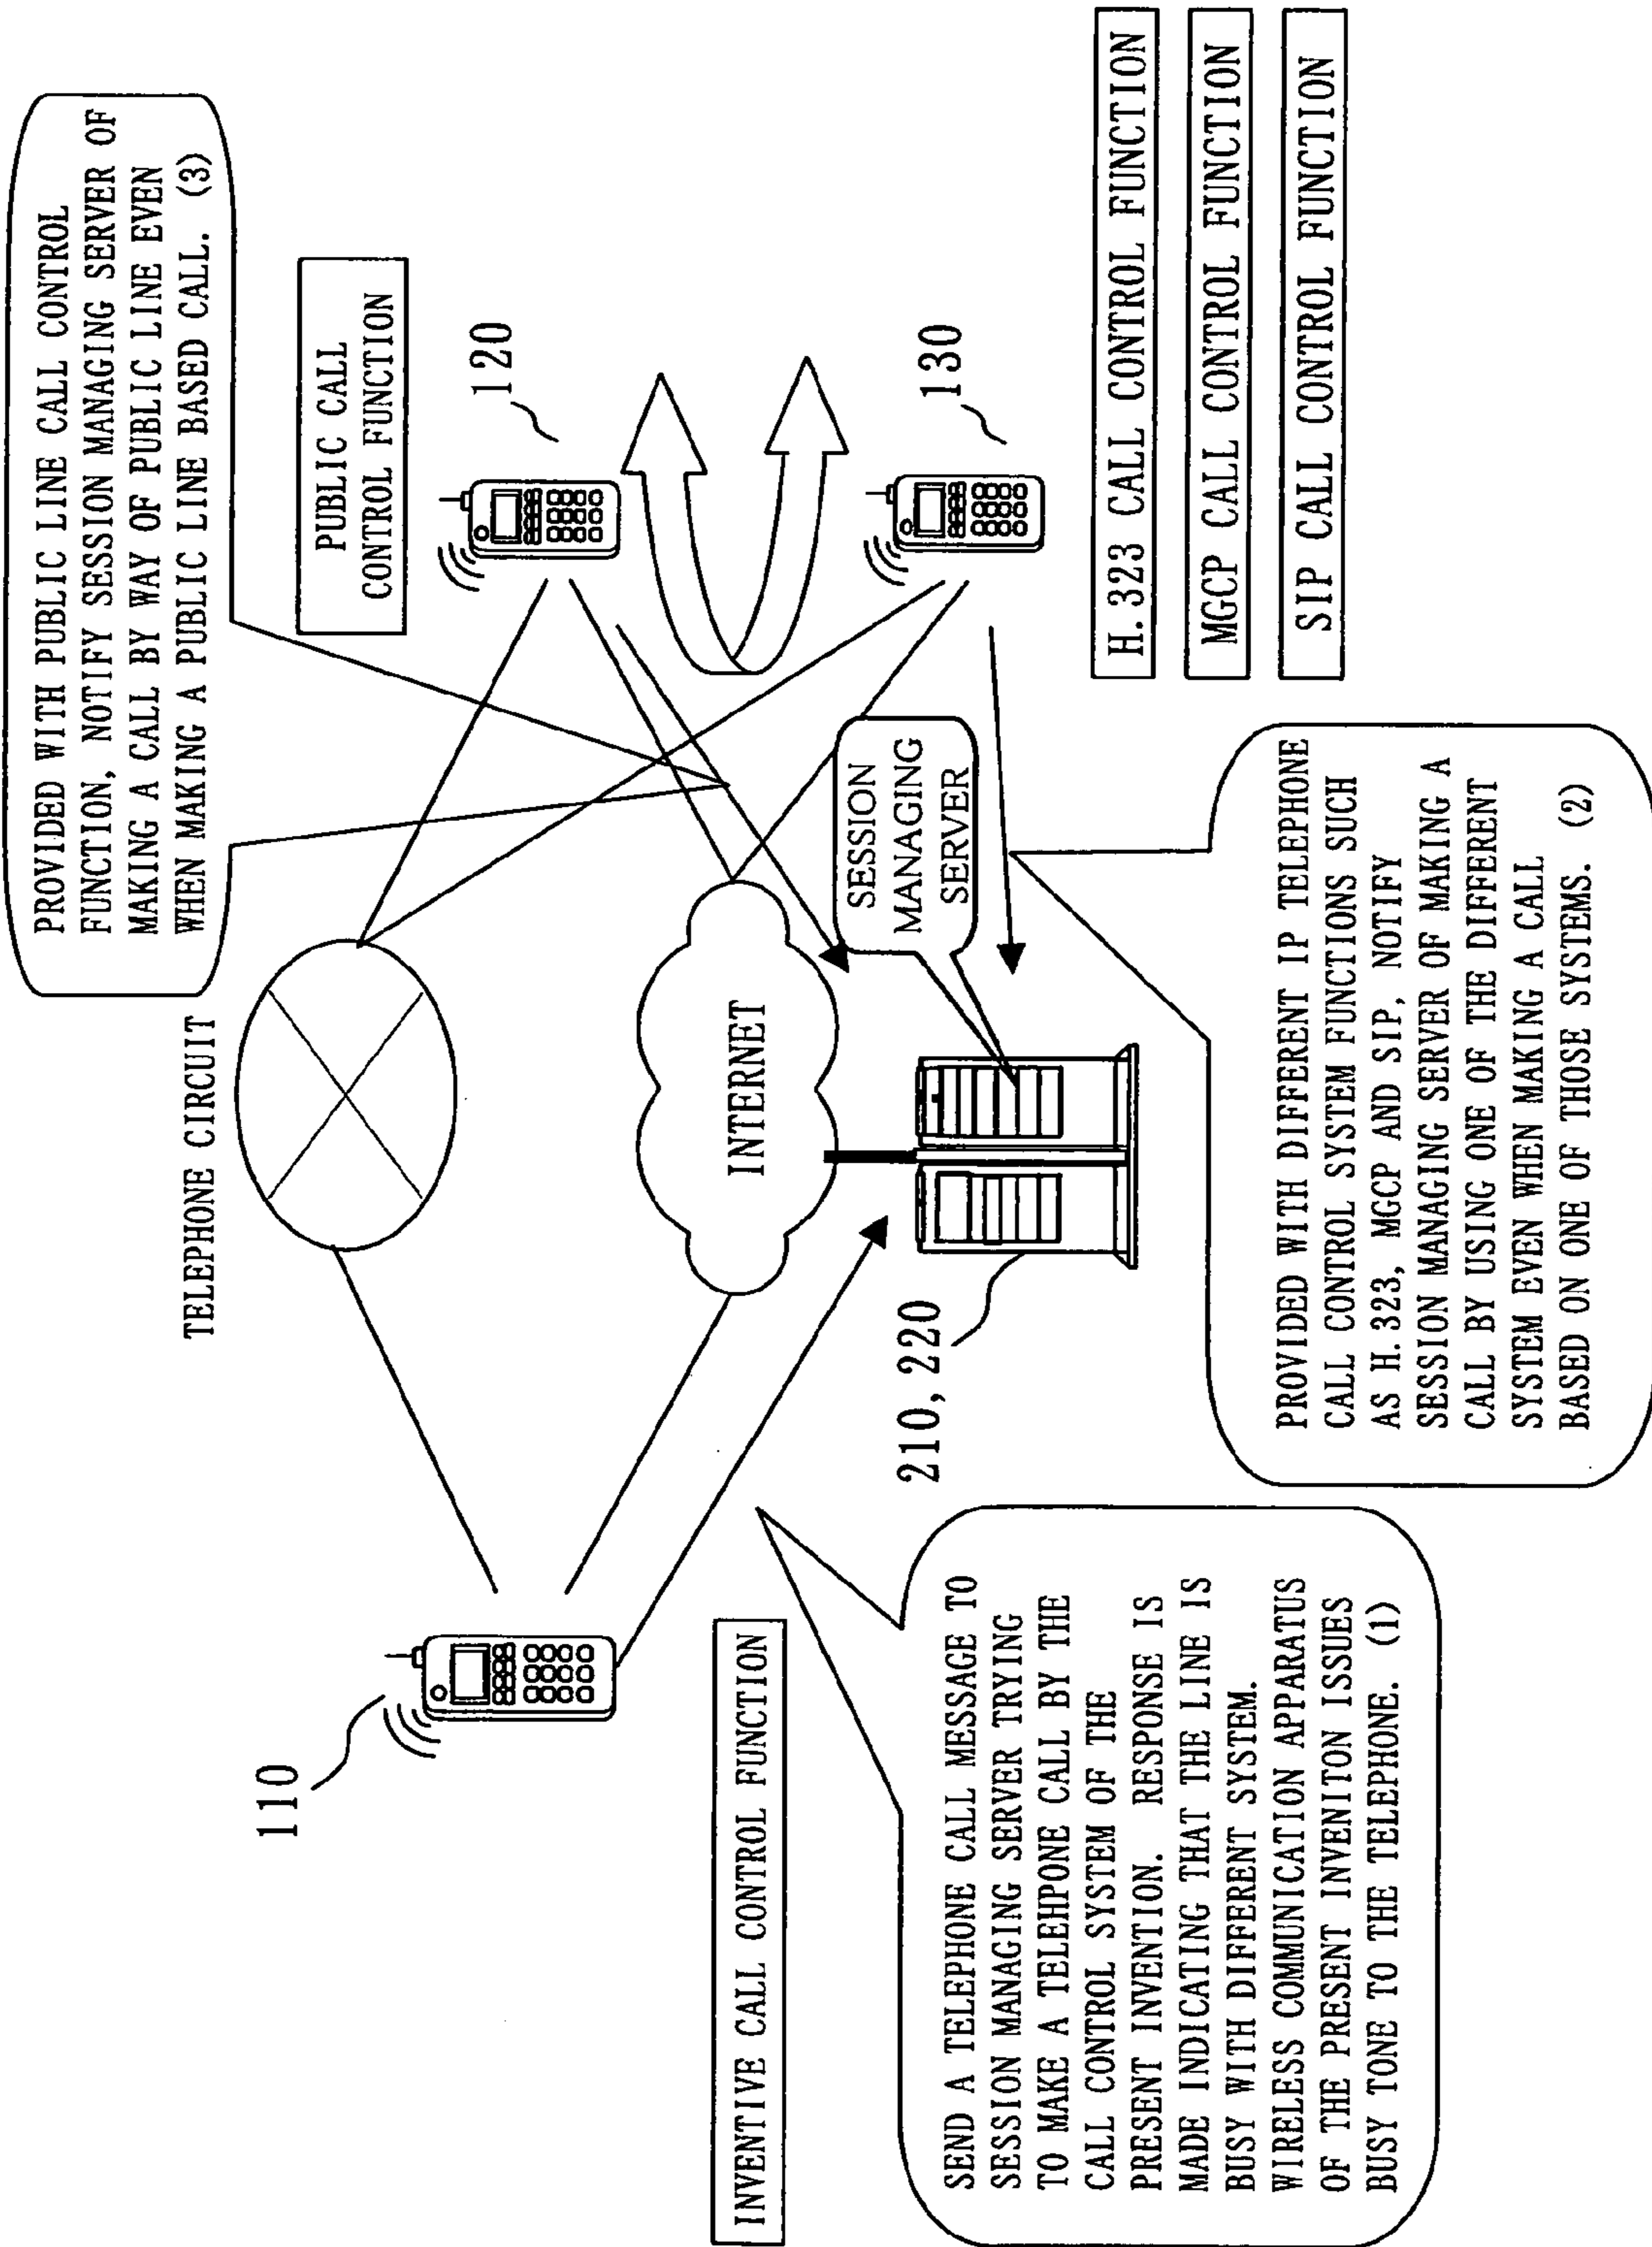 PROVIDED WITH PUBLIC LINE CALL CONTROL
FUNCTION, NOTIFY SESSION MANAGING SERVER OF
MAKING A CALL BY WAY OF PUBLIC LINE EVEN
WHEN MAKING A PUBLIC LINE BASED CALL. (3)
TELEPHONE CIRCUIT
PUBLIC CALL
CONTROL FUNCTION
110
120
INVENTIVE CALL CONTROL FUNCTION
INTERNET
SESSION
MANAGING
SERVER
130
210, 220
H.323 CALL CONTROL FUNCTION
MGCP CALL CONTROL FUNCTION
SIP CALL CONTROL FUNCTION
SEND A TELEPHONE CALL MESSAGE TO
SESSION MANAGING SERVER TRYING
TO MAKE A TELEHPONE CALL BY THE
CALL CONTROL SYSTEM OF THE
PRESENT INVENTION. RESPONSE IS
MADE INDICATING THAT THE LINE IS
BUSY WITH DIFFERENT SYSTEM.
WIRELESS COMMUNICATION APPARATUS
OF THE PRESENT INVENITON ISSUES
BUSY TONE TO THE TELEPHONE. (1)
PROVIDED WITH DIFFERENT IP TELEPHONE
CALL CONTROL SYSTEM FUNCTIONS SUCH
AS H.323, MGCP AND SIP, NOTIFY
SESSION MANAGING SERVER OF MAKING A
CALL BY USING ONE OF THE DIFFERENT
SYSTEM EVEN WHEN MAKING A CALL
BASED ON ONE OF THOSE SYSTEMS. (2)